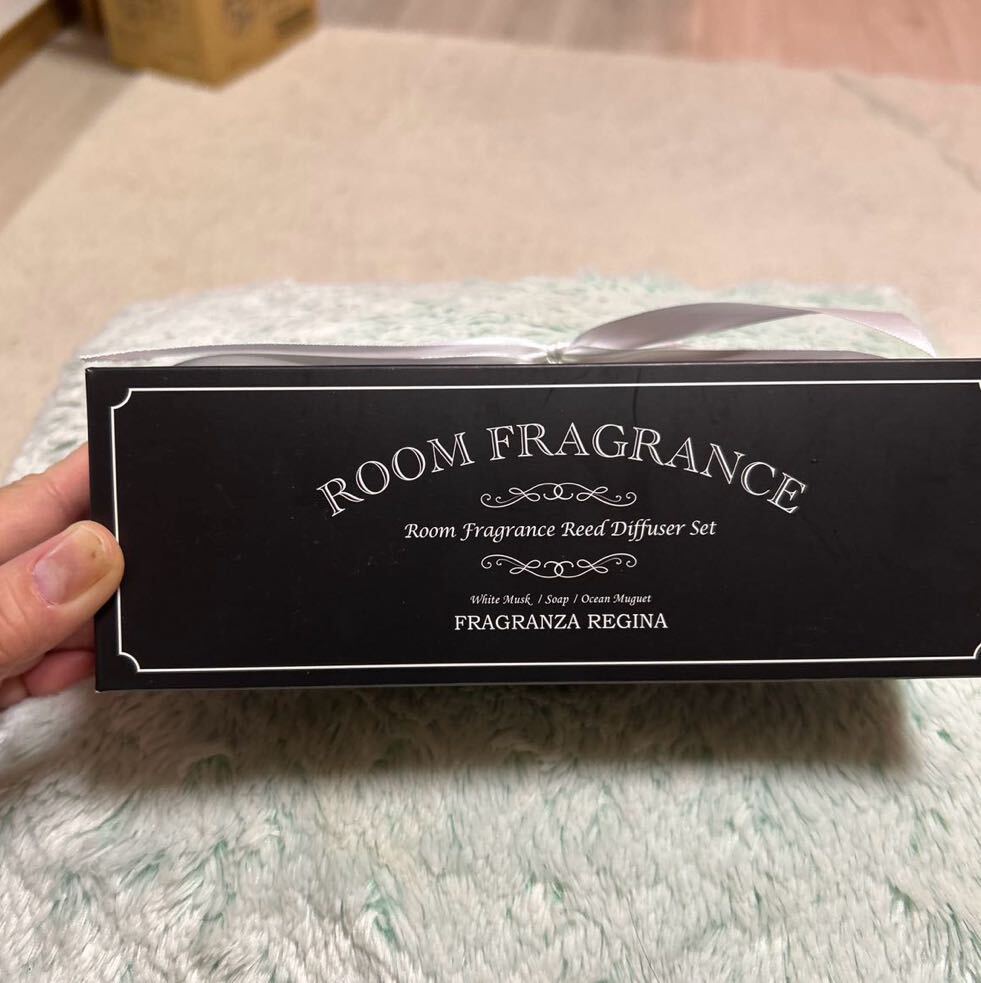 ROOM FRAGRANCE
Room Fragrance Reed Diffuser Set
White Musk / Soap / Ocean Muguet
FRAGRANZA REGINA